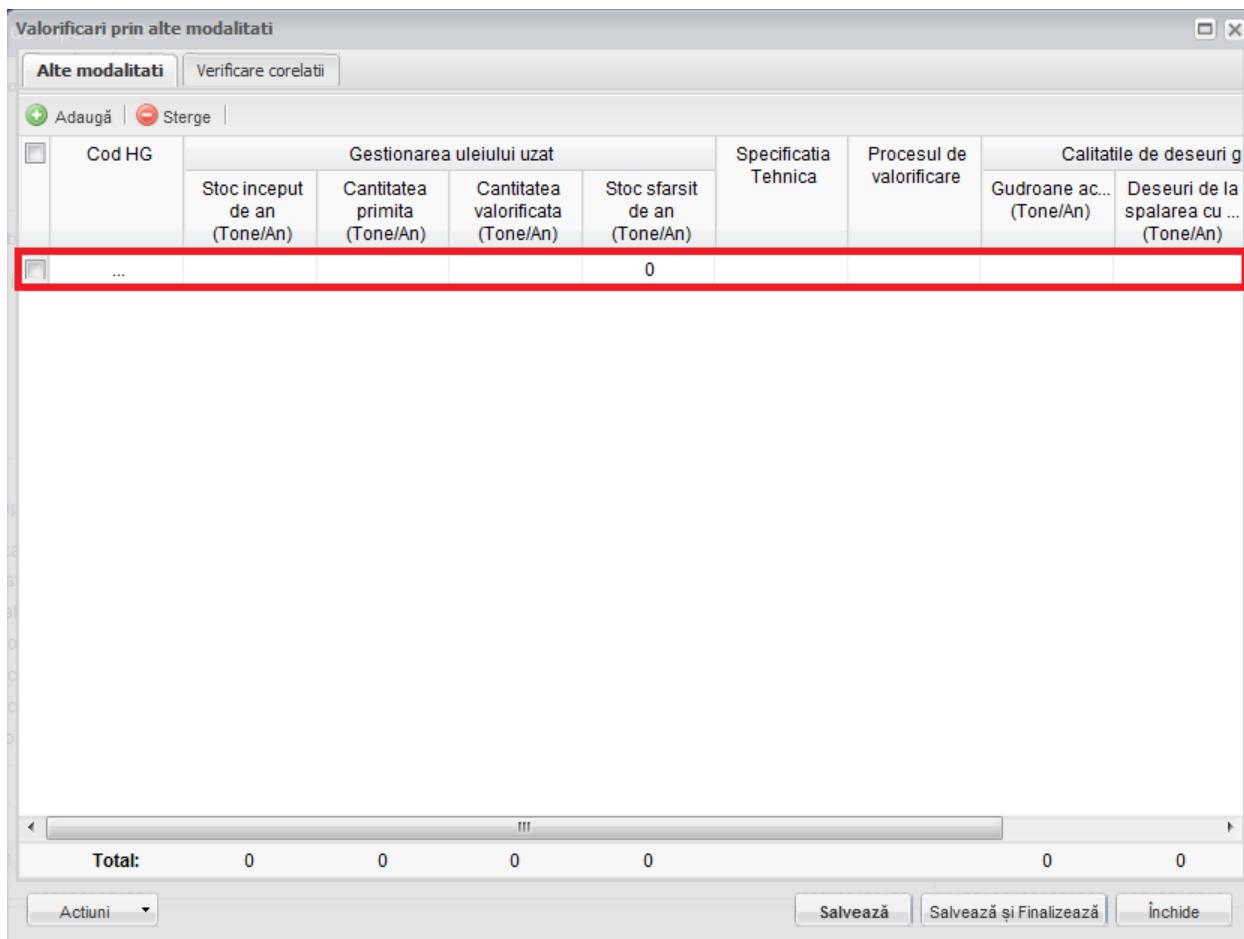 Valorificari prin alte modalitati
Alte modalitati Verificare corelatii
Adaugă Sterge
Cod HG Gestionarea uleiului uzat Specificatia Tehnica Procesul de valorificare Calitatile de deseuri g
Stoc inceput de an (Tone/An) Cantitatea primita (Tone/An) Cantitatea valorificata (Tone/An) Stoc sfarsit de an (Tone/An) Gudroane ac... (Tone/An) Deseuri de la spalarea cu ... (Tone/An)
... 0
Total: 0 0 0 0 0 0
Actiuni Salvează Salvează și Finalizează Închide